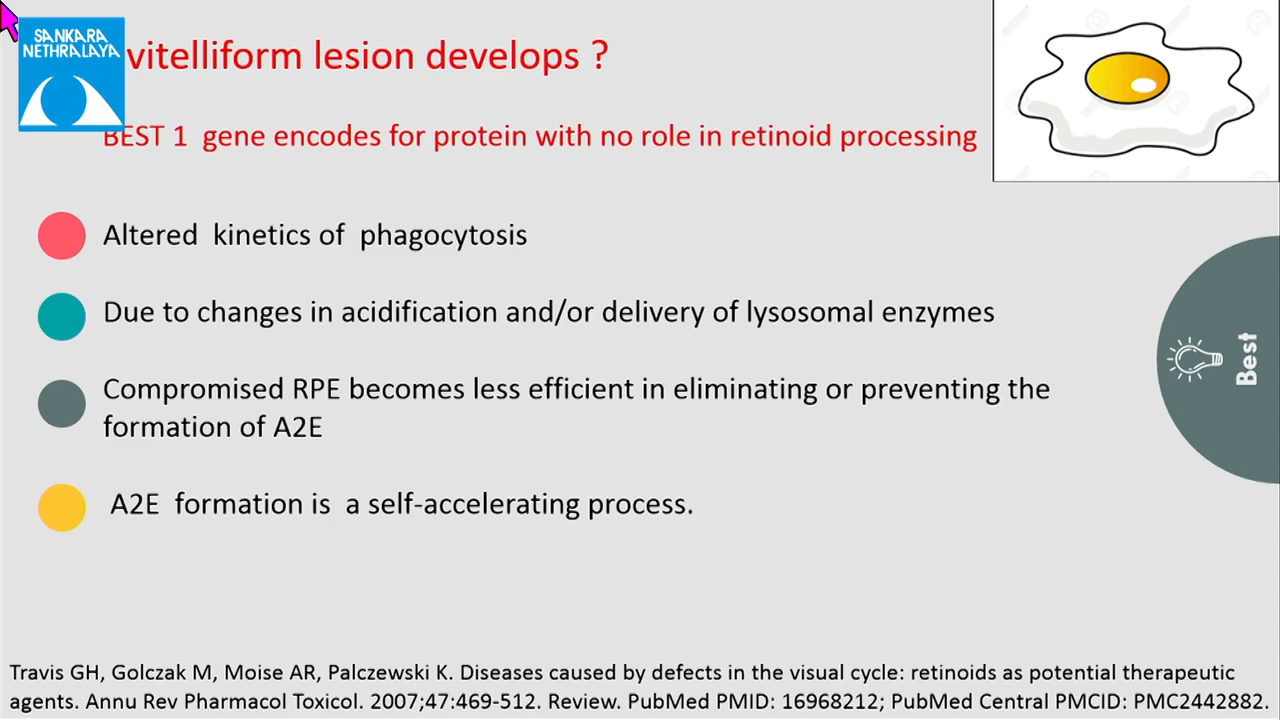 SANKARA
NETHRALAYA
vitelliform lesion develops ?
BEST 1 gene encodes for protein with no role in retinoid processing
Altered kinetics of phagocytosis
Due to changes in acidification and/or delivery of lysosomal enzymes
Compromised RPE becomes less efficient in eliminating or preventing the
formation of A2E
A2E formation is a self-accelerating process.
Best
Travis GH, Golczak M, Moise AR, Palczewski K. Diseases caused by defects in the visual cycle: retinoids as potential therapeutic
agents. Annu Rev Pharmacol Toxicol. 2007;47:469-512. Review. PubMed PMID: 16968212; PubMed Central PMCID: PMC2442882.